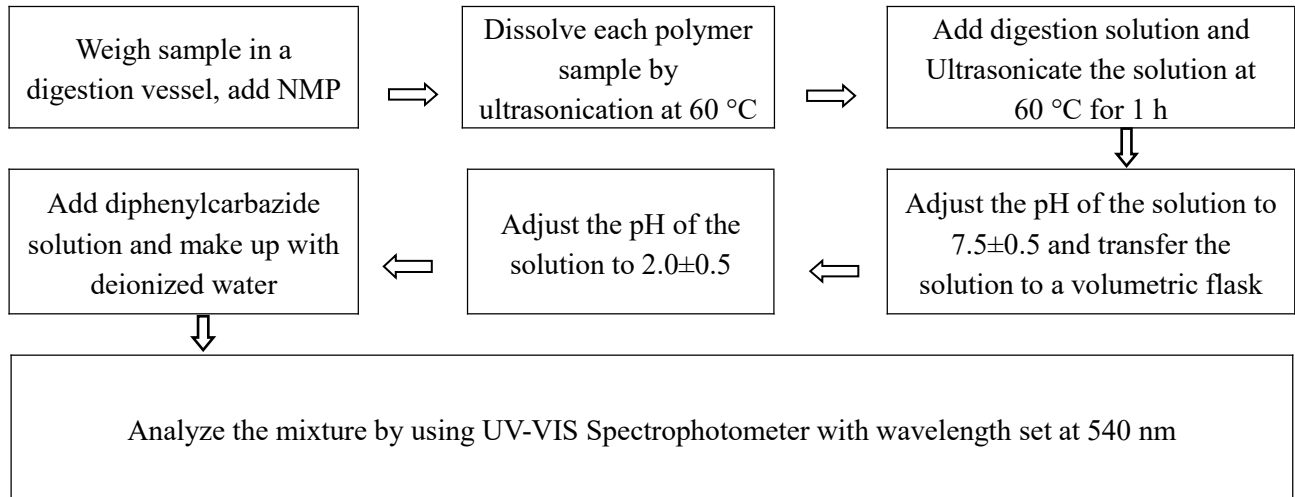 Weigh sample in a
digestion vessel, add NMP
Dissolve each polymer
sample by
ultrasonication at 60 °C
Add digestion solution and
Ultrasonicate the solution at
60 °C for 1 h
Adjust the pH of the solution to
7.5±0.5 and transfer the
solution to a volumetric flask
Adjust the pH of the
solution to 2.0±0.5
Add diphenylcarbazide
solution and make up with
deionized water
Analyze the mixture by using UV-VIS Spectrophotometer with wavelength set at 540 nm